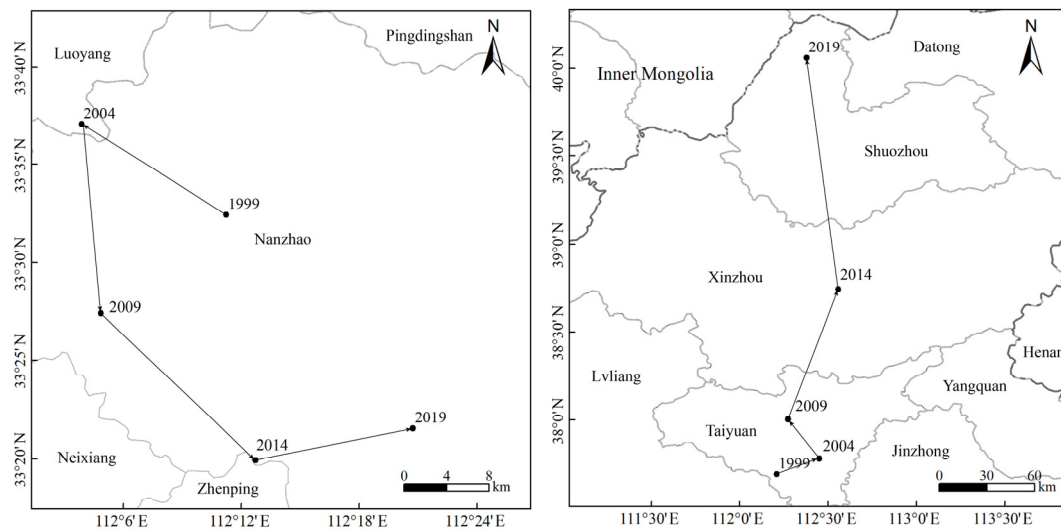 Luoyang
Pingdingshan
N
33°40' N
2004
33°35' N
1999
Nanzhao
33°30' N
2009
33°25' N
2019
2014
33°20' N
Neixiang
Zhenping
0 4 8
km
112°6' E
112°12' E
112°18' E
112°24' E
N
2019
Datong
40°0' N
Inner Mongolia
Shuozhou
39°30' N
39°0' N
Xinzhou
2014
38°30' N
Henan
Lvliang
Yangquan
2009
38°0' N
Taiyuan
2004
Jinzhong
1999
0 30 60
km
111°30' E
112°0' E
112°30' E
113°0' E
113°30' E